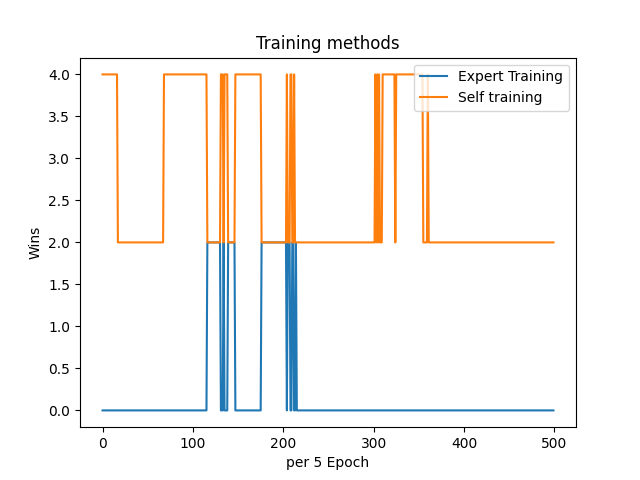 Training methods
Expert Training
Self training
4.0
3.5
3.0
2.5
2.0
1.5
1.0
0.5
0.0
Wins
0 100 200 300 400 500
per 5 Epoch